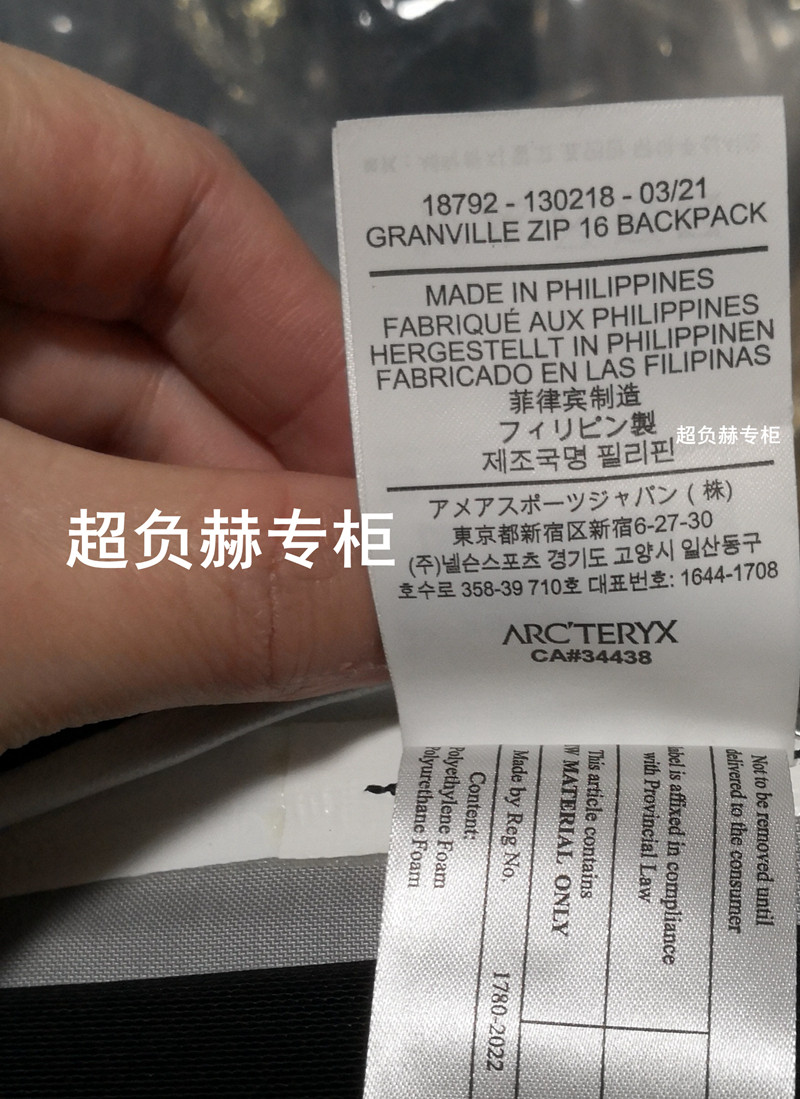 18792 - 130218 - 03/21
GRANVILLE ZIP 16 BACKPACK
MADE IN PHILIPPINES
FABRIQUÉ AUX PHILIPPINES
HERGESTELLT IN PHILIPPINEN
FABRICADO EN LAS FILIPINAS
菲律宾制造
フィリピン製
제조국명 필리핀
超负赫专柜
アメアスポーツジャパン ( 株)
東京都新宿区新宿6-27-30
(주)넬슨스포츠 경기도 고양시 일산동구
호수로 358-39 710호 대표번호: 1644-1708
超负赫专柜
ARC'TERYX
CA#34438
Not to be removed until
delivered to the consumer
label is affixed in compliance
with Provincial Law
This article contains
W MATERIAL ONLY
Made by Reg No. 1780-2022
Content:
Polyethylene Foam
Polyurethane Foam